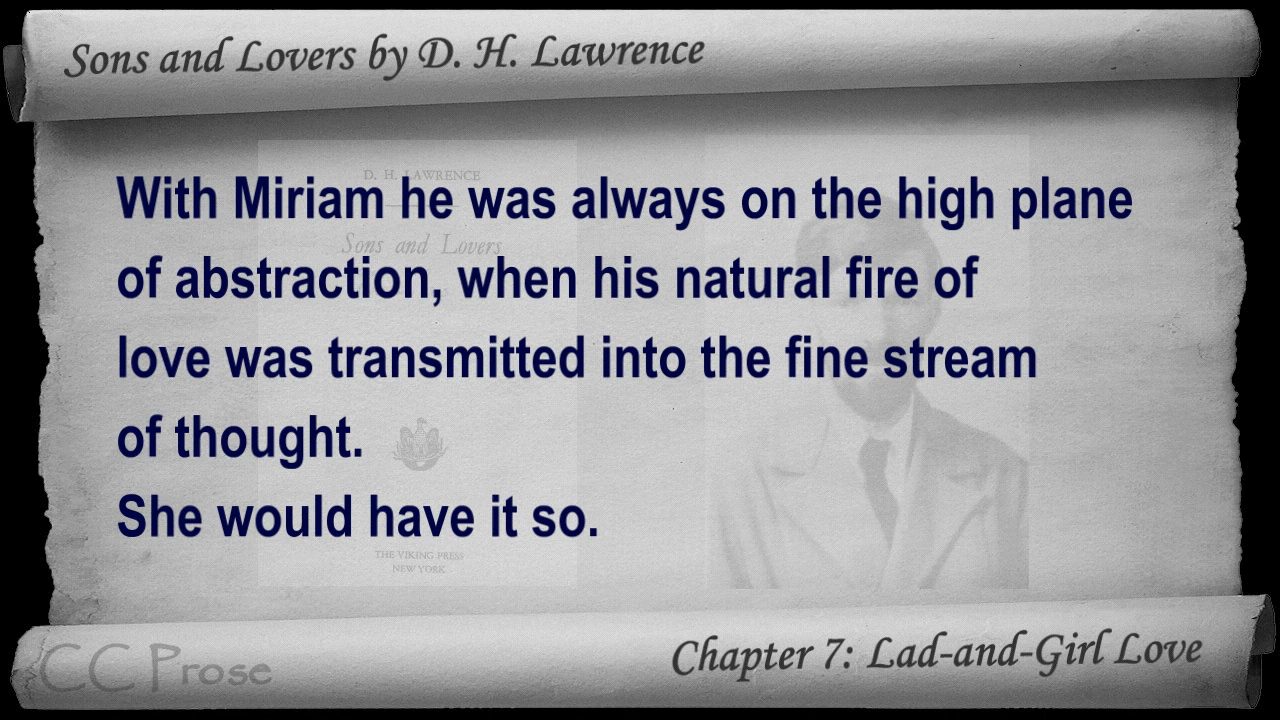 Sons and Lovers by D. H. Lawrence
D. H. LAWRENCE
With Miriam he was always on the high plane
Sons and Lovers
of abstraction, when his natural fire of
love was transmitted into the fine stream
of thought.
She would have it so.
THE VIKING PRESS
NEW YORK
CC Prose
Chapter 7: Lad-and-Girl Love